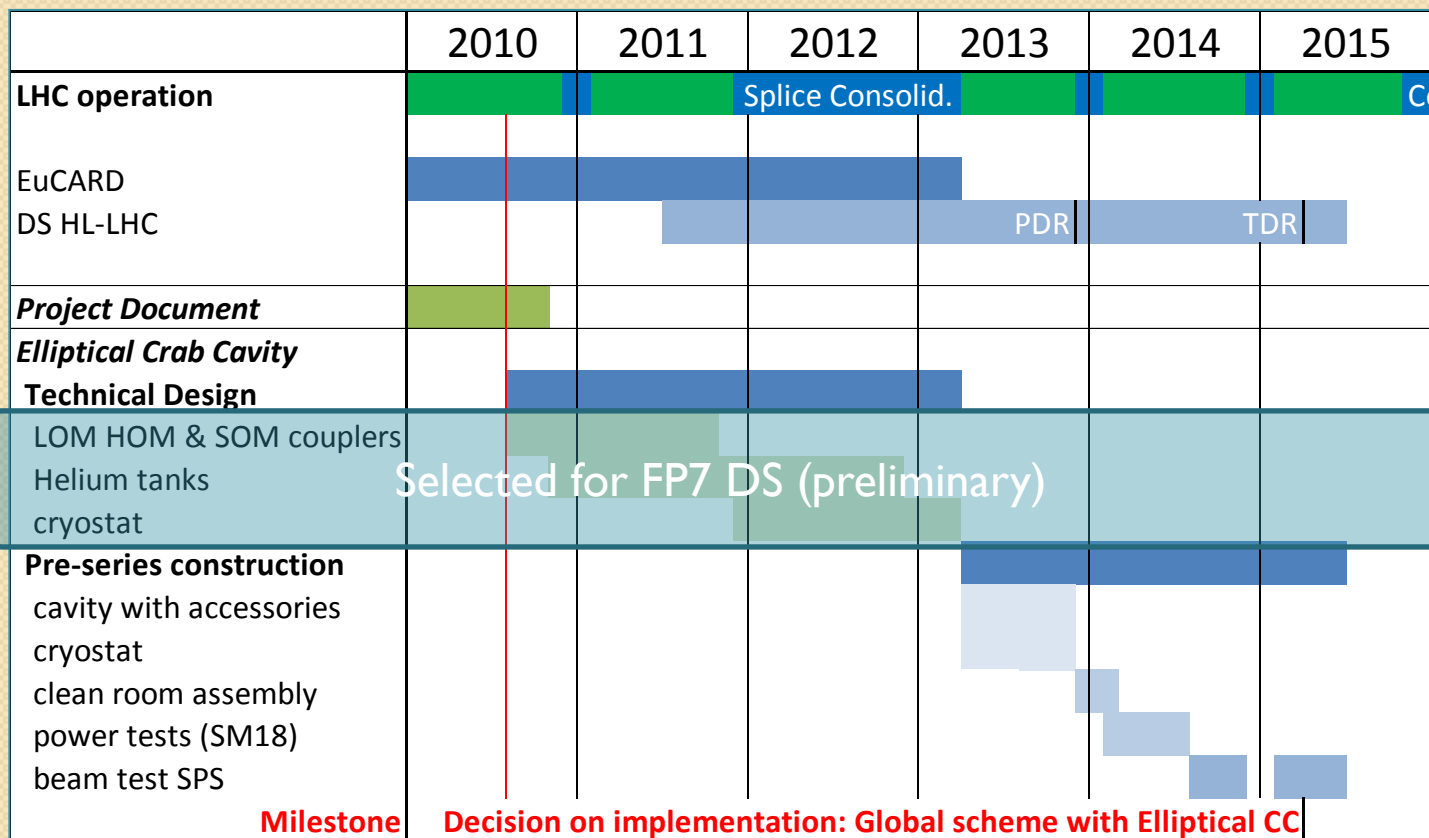 2010 2011 2012 2013 2014 2015
LHC operation Splice Consolid.
EuCARD
DS HL-LHC PDR TDR
Project Document
Elliptical Crab Cavity
Technical Design
LOM HOM & SOM couplers
Helium tanks
Selected for FP7 DS (preliminary)
cryostat
Pre-series construction
cavity with accessories
cryostat
clean room assembly
power tests (SM18)
beam test SPS
Milestone Decision on implementation: Global scheme with Elliptical CC